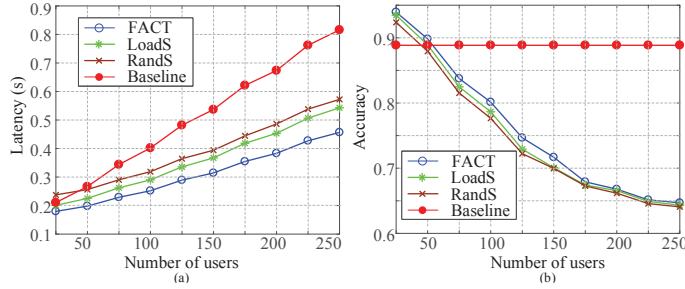 0.9
0.8
0.7
0.6
0.5
0.4
0.3
0.2
0.1
Latency (s)
FACT
LoadS
RandS
Baseline
50 100 150 200 250
Number of users
(a)
0.9
0.8
0.7
0.6
Accuracy
FACT
LoadS
RandS
Baseline
50 100 150 200 250
Number of users
(b)